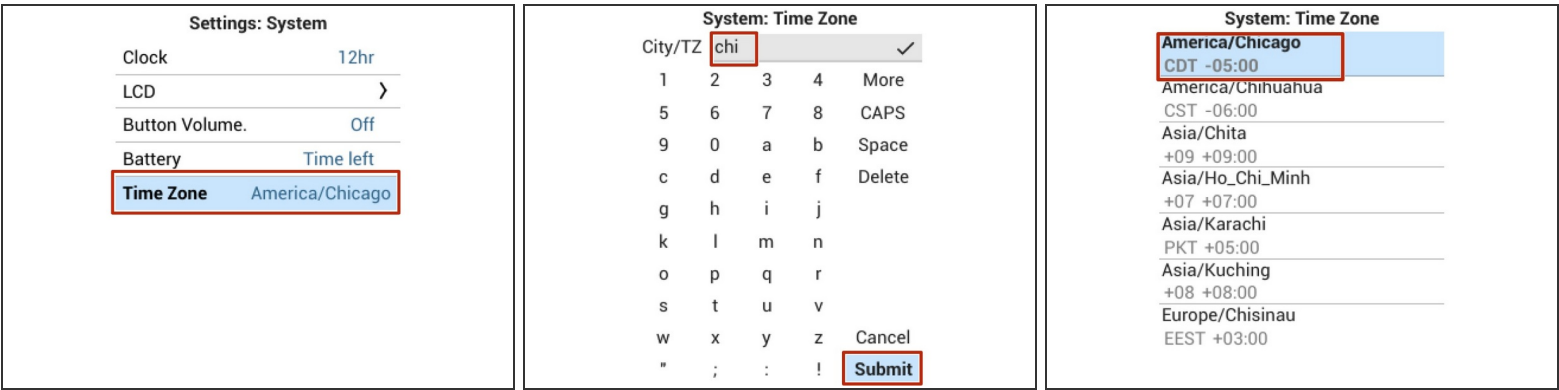 Settings: System
Clock 12hr
LCD >
Button Volume. Off
Battery Time left
Time Zone America/Chicago
System: Time Zone
City/TZ chi ✓
1 2 3 4 More
5 6 7 8 CAPS
9 0 a b Space
c d e f Delete
g h i j
k l m n
o p q r
s t u v
w x y z Cancel
" ; : ! Submit
System: Time Zone
America/Chicago
CDT -05:00
America/Chihuahua
CST -06:00
Asia/Chita
+09 +09:00
Asia/Ho_Chi_Minh
+07 +07:00
Asia/Karachi
PKT +05:00
Asia/Kuching
+08 +08:00
Europe/Chisinau
EEST +03:00